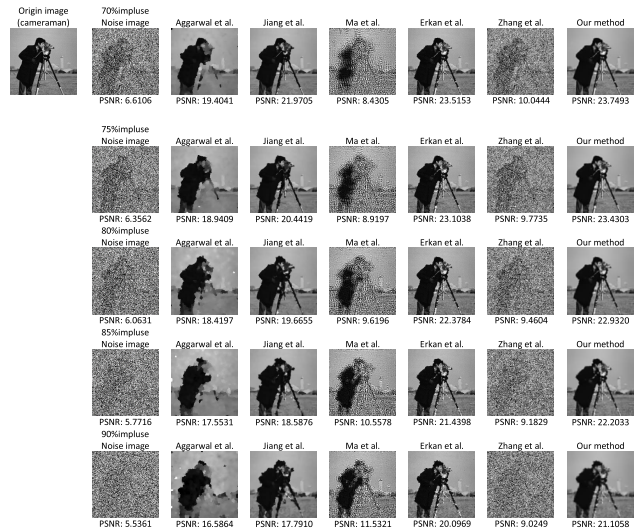 Origin image
(cameraman)
70%impluse
Noise image
Aggarwal et al.
Jiang et al.
Ma et al.
Erkan et al.
Zhang et al.
Our method
PSNR: 6.6106
PSNR: 19.4041
PSNR: 21.9705
PSNR: 8.4305
PSNR: 23.5153
PSNR: 10.0444
PSNR: 23.7493
75%impluse
Noise image
Aggarwal et al.
Jiang et al.
Ma et al.
Erkan et al.
Zhang et al.
Our method
PSNR: 6.3562
PSNR: 18.9409
PSNR: 20.4419
PSNR: 8.9197
PSNR: 23.1038
PSNR: 9.7735
PSNR: 23.4303
80%impluse
Noise image
Aggarwal et al.
Jiang et al.
Ma et al.
Erkan et al.
Zhang et al.
Our method
PSNR: 6.0631
PSNR: 18.4197
PSNR: 19.6655
PSNR: 9.6196
PSNR: 22.3784
PSNR: 9.4604
PSNR: 22.9320
85%impluse
Noise image
Aggarwal et al.
Jiang et al.
Ma et al.
Erkan et al.
Zhang et al.
Our method
PSNR: 5.7716
PSNR: 17.5531
PSNR: 18.5876
PSNR: 10.5578
PSNR: 21.4398
PSNR: 9.1829
PSNR: 22.2033
90%impluse
Noise image
Aggarwal et al.
Jiang et al.
Ma et al.
Erkan et al.
Zhang et al.
Our method
PSNR: 5.5361
PSNR: 16.5864
PSNR: 17.7910
PSNR: 11.5321
PSNR: 20.0969
PSNR: 9.0249
PSNR: 21.1058